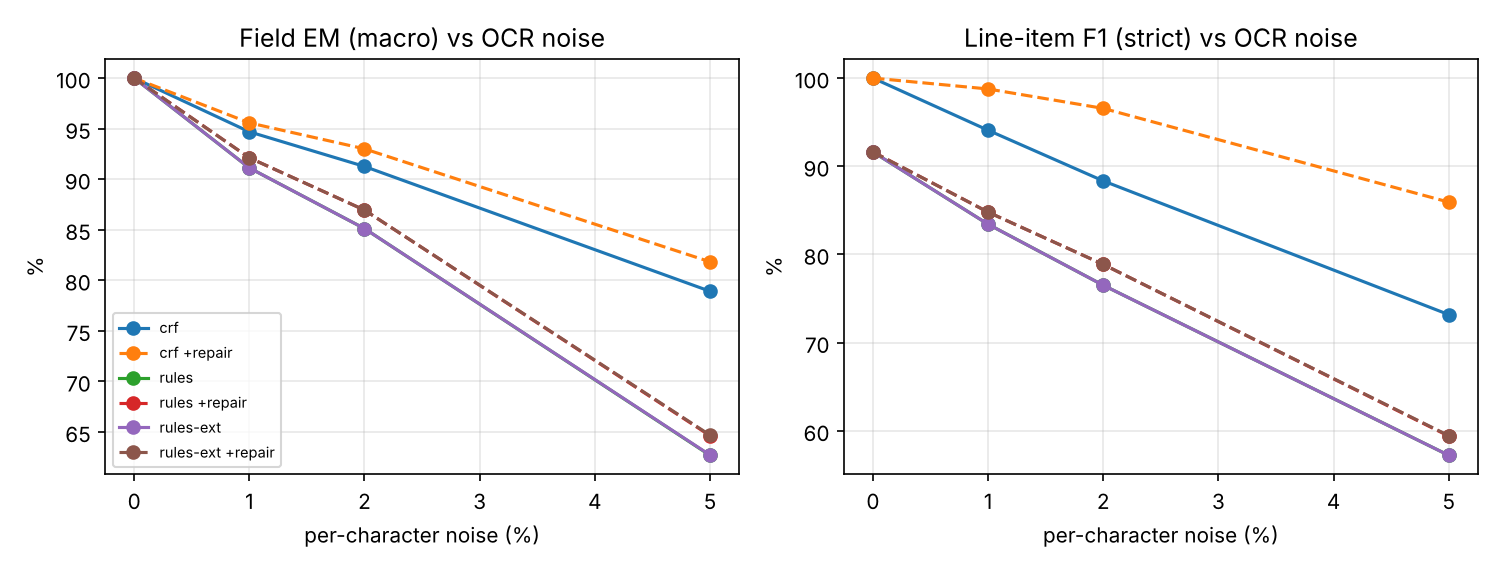 Field EM (macro) vs OCR noise
%
100
95
90
85
80
75
70
65
crf
crf +repair
rules
rules +repair
rules-ext
rules-ext +repair
0 1 2 3 4 5
per-character noise (%)
Line-item F1 (strict) vs OCR noise
%
100
90
80
70
60
0 1 2 3 4 5
per-character noise (%)